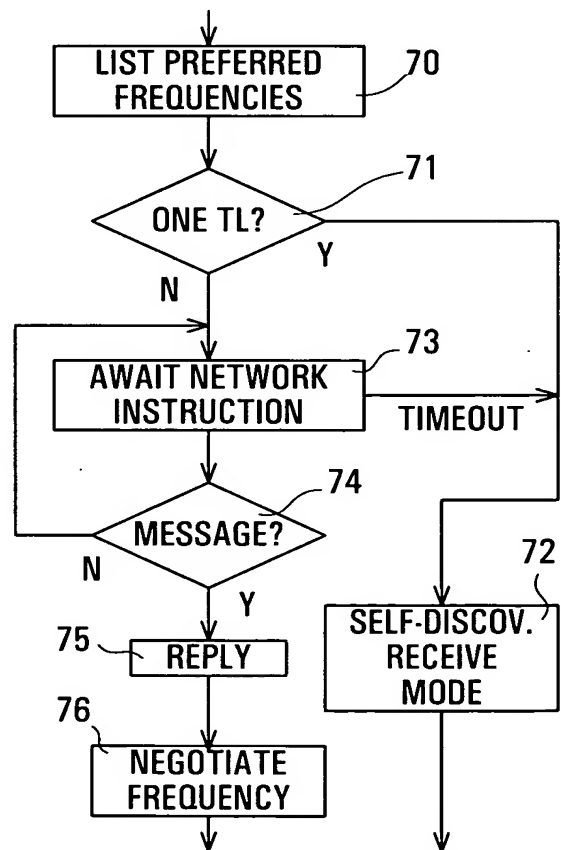 LIST PREFERRED
FREQUENCIES
70
71
ONE TL?
Y
N
73
AWAIT NETWORK
INSTRUCTION
TIMEOUT
74
MESSAGE?
N
Y
72
SELF-DISCOV.
RECEIVE
MODE
75
REPLY
76
NEGOTIATE
FREQUENCY